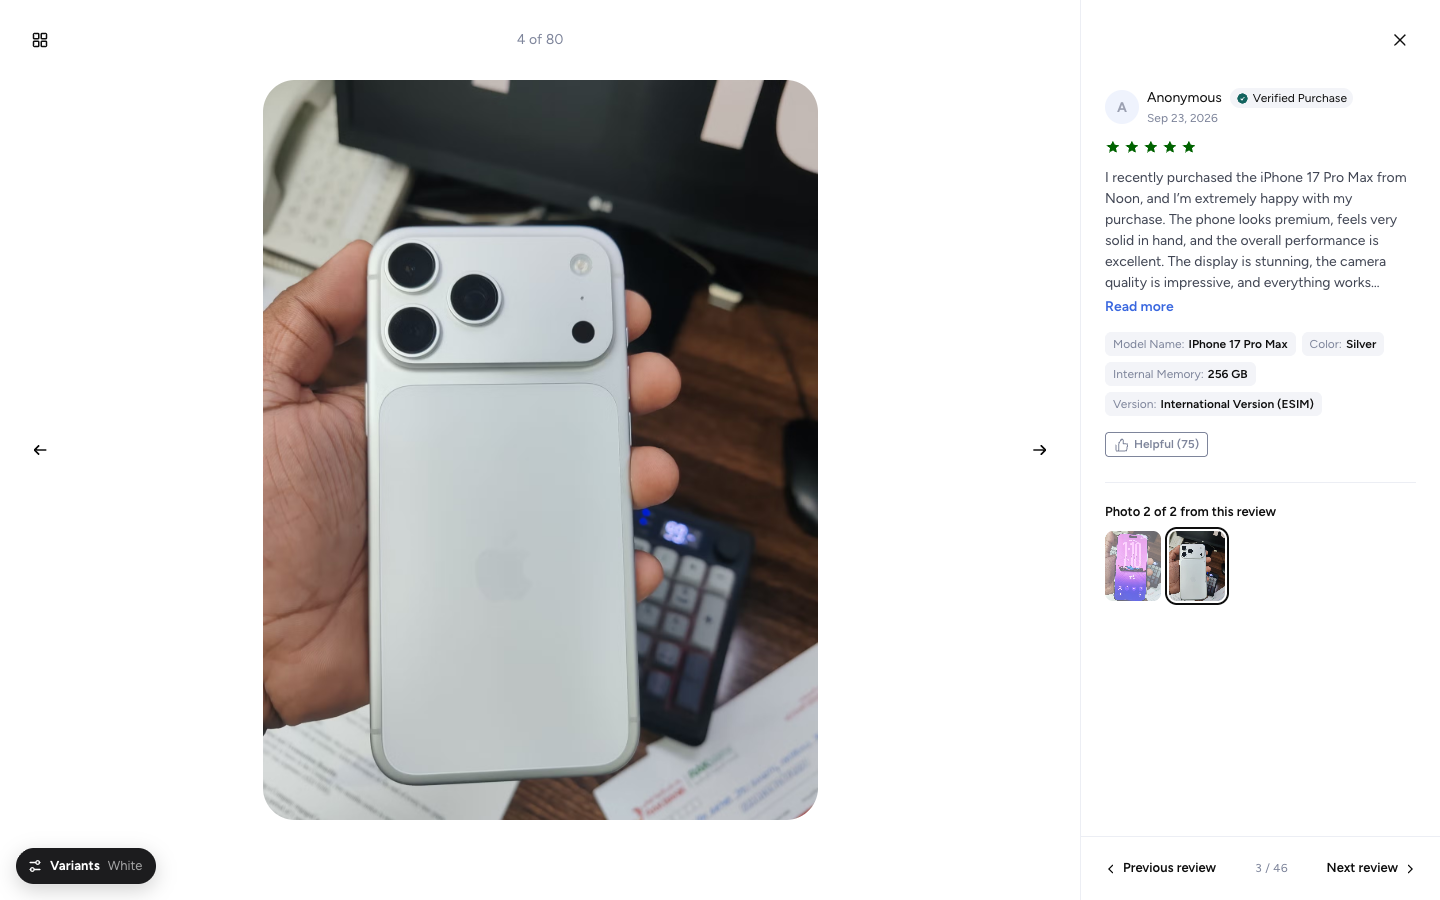 4 of 80
A
Anonymous
Verified Purchase
Sep 23, 2026
I recently purchased the iPhone 17 Pro Max from
Noon, and I'm extremely happy with my
purchase. The phone looks premium, feels very
solid in hand, and the overall performance is
excellent. The display is stunning, the camera
quality is impressive, and everything works...
Read more
Model Name: IPhone 17 Pro Max
Color: Silver
Internal Memory: 256 GB
Version: International Version (ESIM)
Helpful (75)
Photo 2 of 2 from this review
LG
Variants White
Previous review
3 / 46
Next review